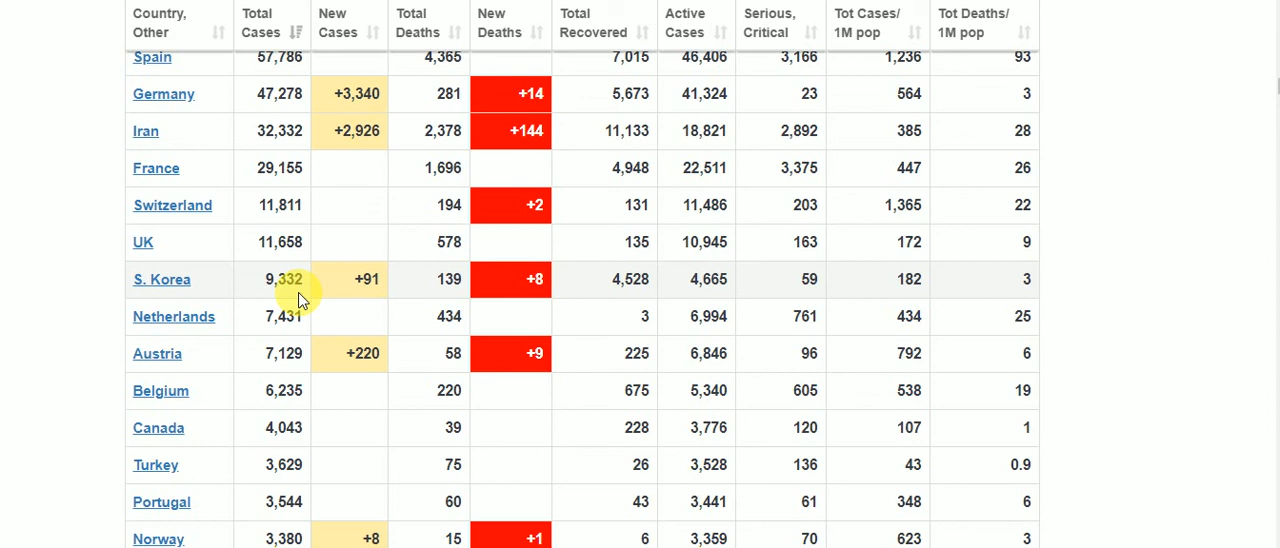 Country, Other Total Cases New Cases Total Deaths New Deaths Total Recovered Active Cases Serious, Critical Tot Cases/ 1M pop Tot Deaths/ 1M pop
Spain 57,786 4,365 7,015 46,406 3,166 1,236 93
Germany 47,278 +3,340 281 +14 5,673 41,324 23 564 3
Iran 32,332 +2,926 2,378 +144 11,133 18,821 2,892 385 28
France 29,155 1,696 4,948 22,511 3,375 447 26
Switzerland 11,811 194 +2 131 11,486 203 1,365 22
UK 11,658 578 135 10,945 163 172 9
S. Korea 9,332 +91 139 +8 4,528 4,665 59 182 3
Netherlands 7,431 434 3 6,994 761 434 25
Austria 7,129 +220 58 +9 225 6,846 96 792 6
Belgium 6,235 220 675 5,340 605 538 19
Canada 4,043 39 228 3,776 120 107 1
Turkey 3,629 75 26 3,528 136 43 0.9
Portugal 3,544 60 43 3,441 61 348 6
Norway 3,380 +8 15 +1 6 3,359 70 623 3